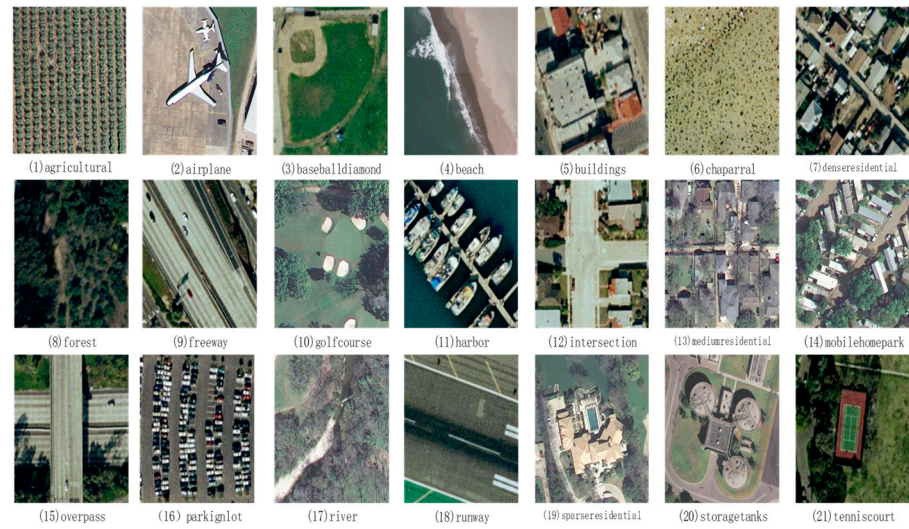 (1)agricultural
(2)airplane
(3)baseballdiamond
(4)beach
(5)buildings
(6)chaparral
(7)denseresidential
(8)forest
(9)freeway
(10)golfcourse
(11)harbor
(12)intersection
(13)mediumresidential
(14)mobilehomepark
(15)overpass
(16) parkignlot
(17)river
(18)runway
(19)sparseresidential
(20)storagetanks
(21)tenniscourt